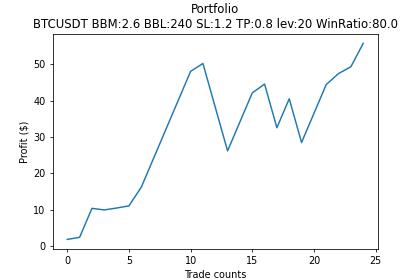 Portfolio
BTCUSDT BBM:2.6 BBL:240 SL:1.2 TP:0.8 lev:20 WinRatio:80.0
50
40
30
20
10
0
Profit ($)
0 5 10 15 20 25
Trade counts